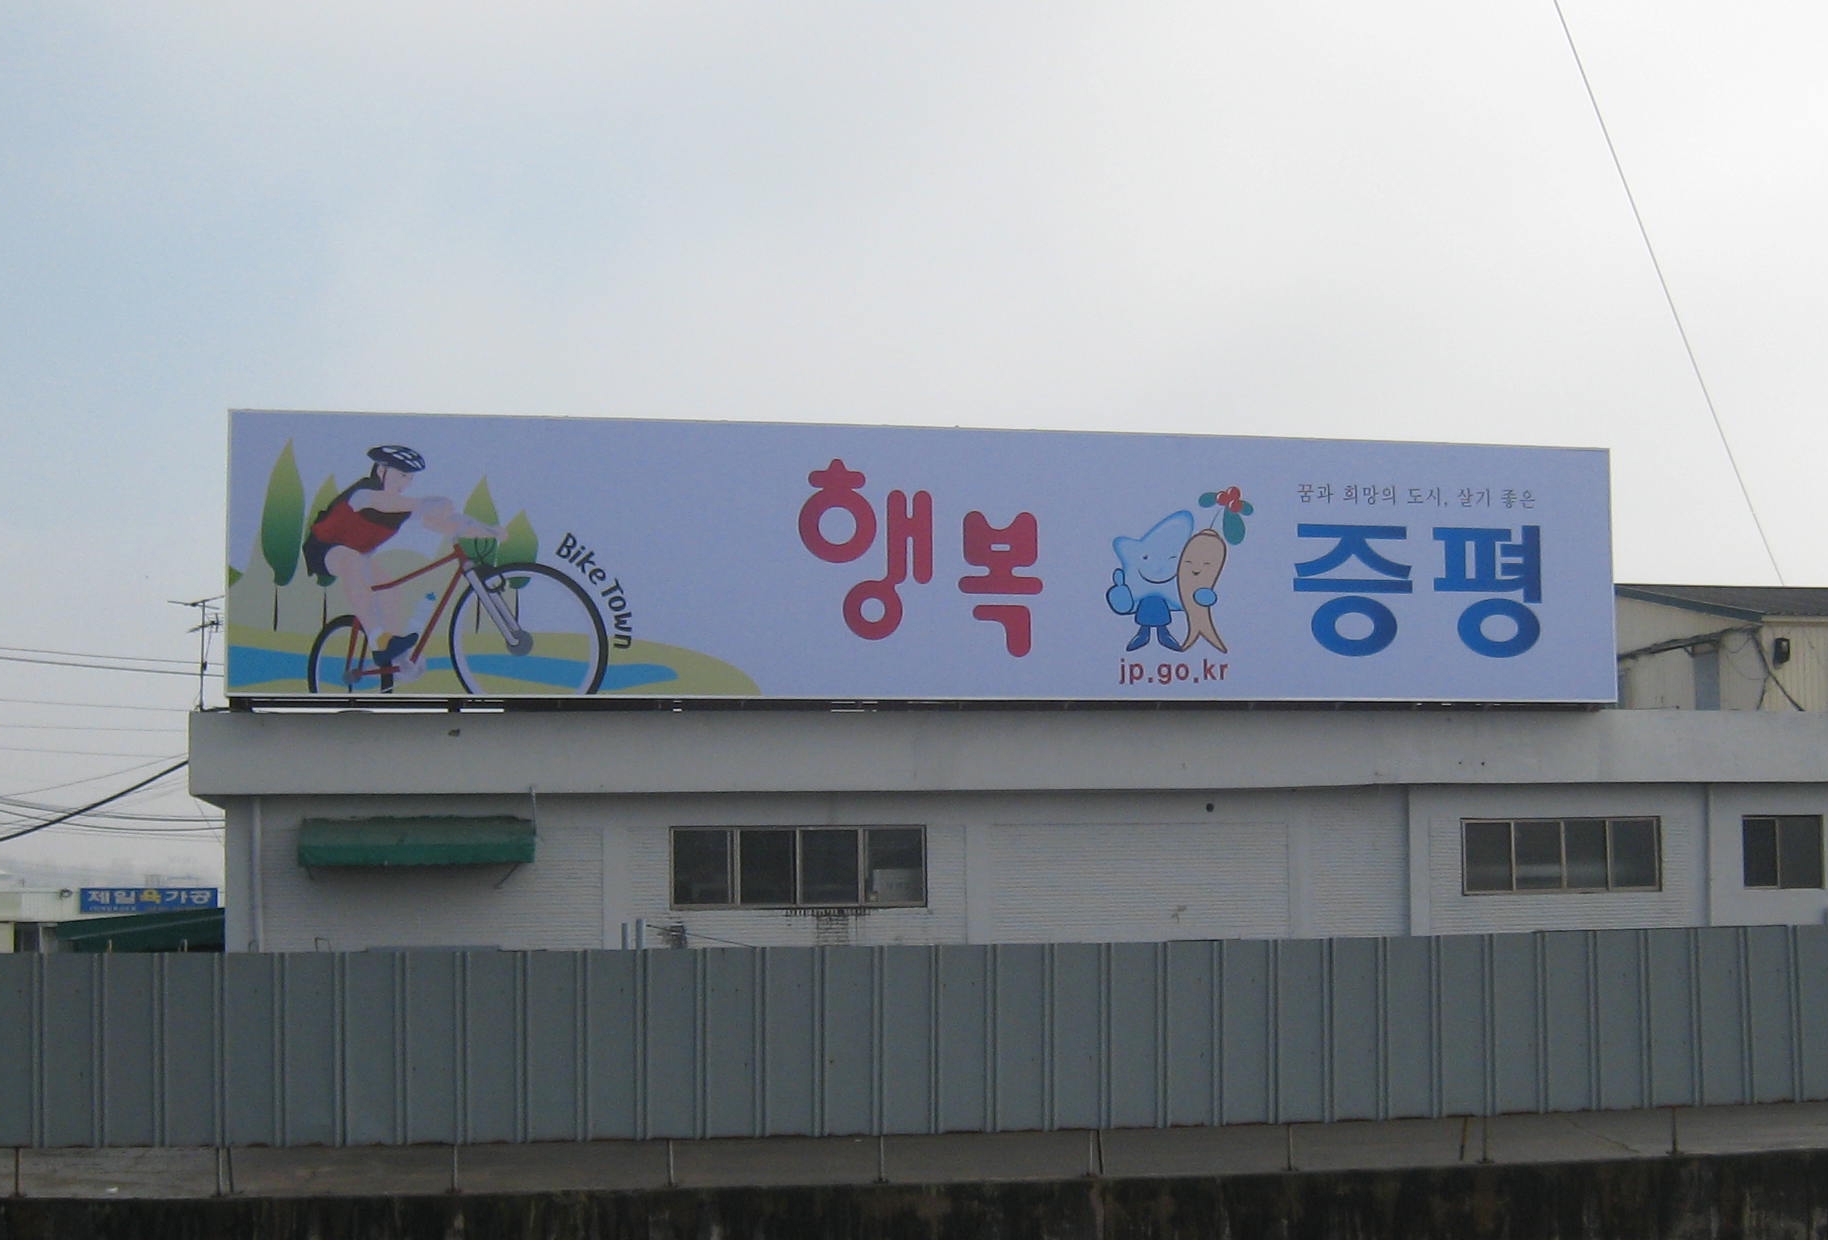 Bike Town
행복
jp.go.kr
꿈과 희망의 도시, 살기 좋은
증평
제일육가공